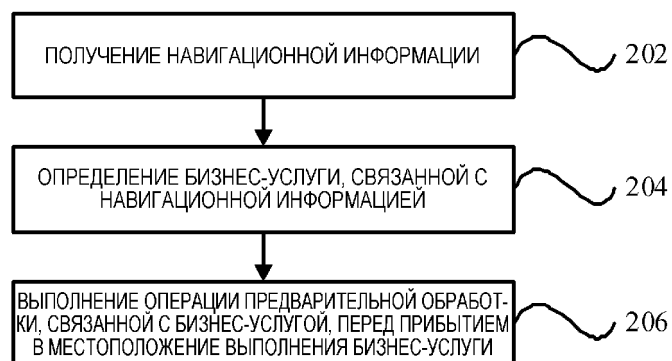 ПОЛУЧЕНИЕ НАВИГАЦИОННОЙ ИНФОРМАЦИИ
202
ОПРЕДЕЛЕНИЕ БИЗНЕС-УСЛУГИ, СВЯЗАННОЙ С
НАВИГАЦИОННОЙ ИНФОРМАЦИЕЙ
204
ВЫПОЛНЕНИЕ ОПЕРАЦИИ ПРЕДВАРИТЕЛЬНОЙ ОБРАБОТ-
КИ, СВЯЗАННОЙ С БИЗНЕС-УСЛУГОЙ, ПЕРЕД ПРИБЫТИЕМ
В МЕСТОПОЛОЖЕНИЕ ВЫПОЛНЕНИЯ БИЗНЕС-УСЛУГИ
206